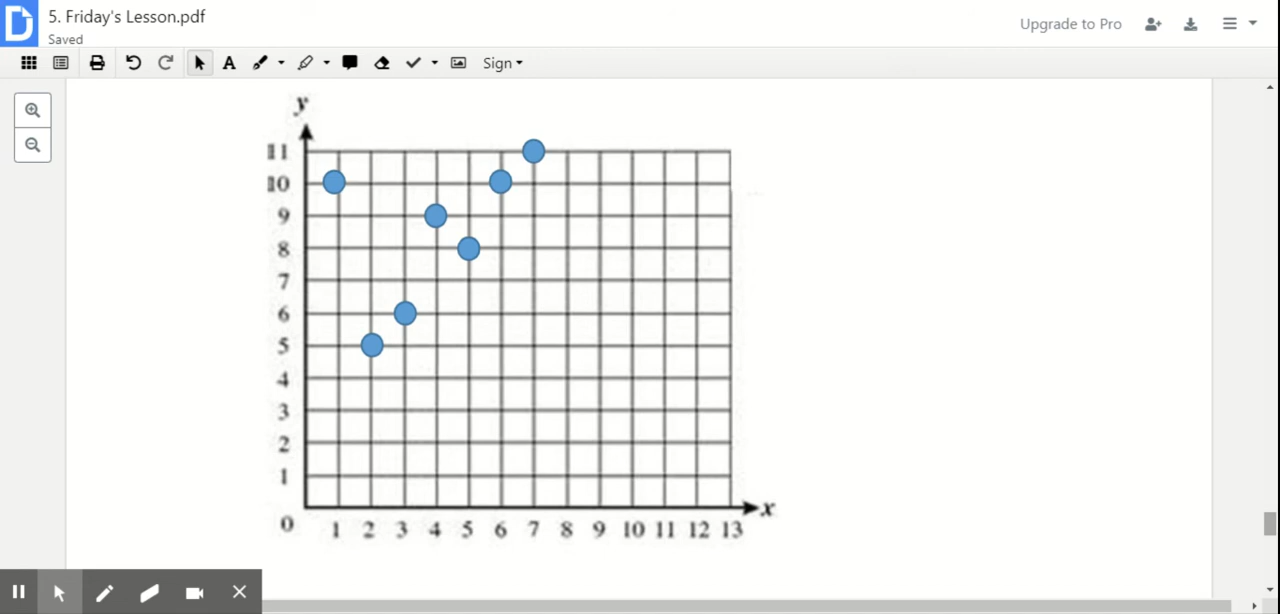 5. Friday's Lesson.pdf
Upgrade to Pro
Saved
A
Sign
y
11
10
9
8
7
6
5
4
3
2
1
0
1 2 3 4 5 6 7 8 9 10 11 12 13
x